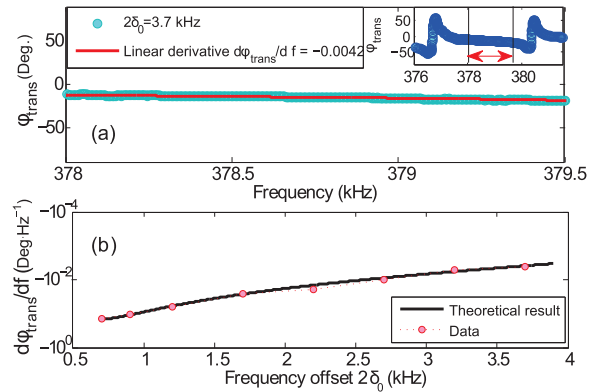 2δ₀=3.7 kHz
Linear derivative dφtrans/d f = −0.0042
φtrans
50
0
−50
376
378
380
φtrans (Deg.)
0
−50
(a)
378
378.5
379
379.5
Frequency (kHz)
dφtrans/df (Deg·Hz⁻¹)
−10⁻⁴
−10⁻²
−10⁰
(b)
Theoretical result
Data
0.5
1
1.5
2
2.5
3
3.5
4
Frequency offset 2δ₀ (kHz)